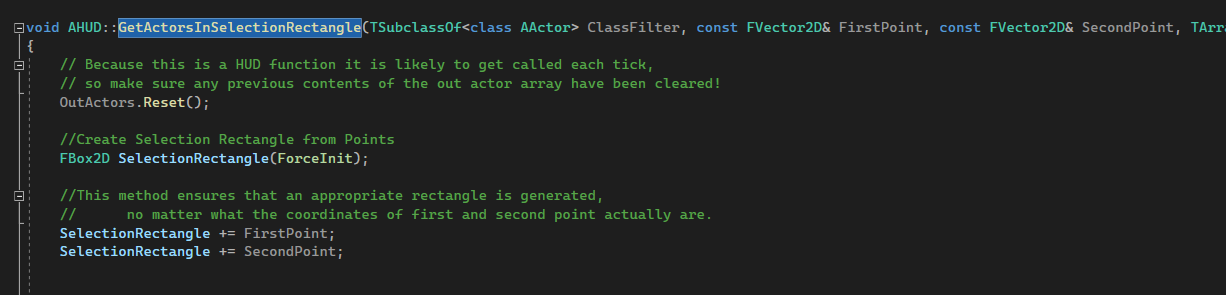 void AHUD::GetActorsInSelectionRectangle(TSubclassOf<class AActor> ClassFilter, const FVector2D& FirstPoint, const FVector2D& SecondPoint, TArr
{
// Because this is a HUD function it is likely to get called each tick,
// so make sure any previous contents of the out actor array have been cleared!
OutActors.Reset();
//Create Selection Rectangle from Points
FBox2D SelectionRectangle(ForceInit);
//This method ensures that an appropriate rectangle is generated,
//      no matter what the coordinates of first and second point actually are.
SelectionRectangle += FirstPoint;
SelectionRectangle += SecondPoint;